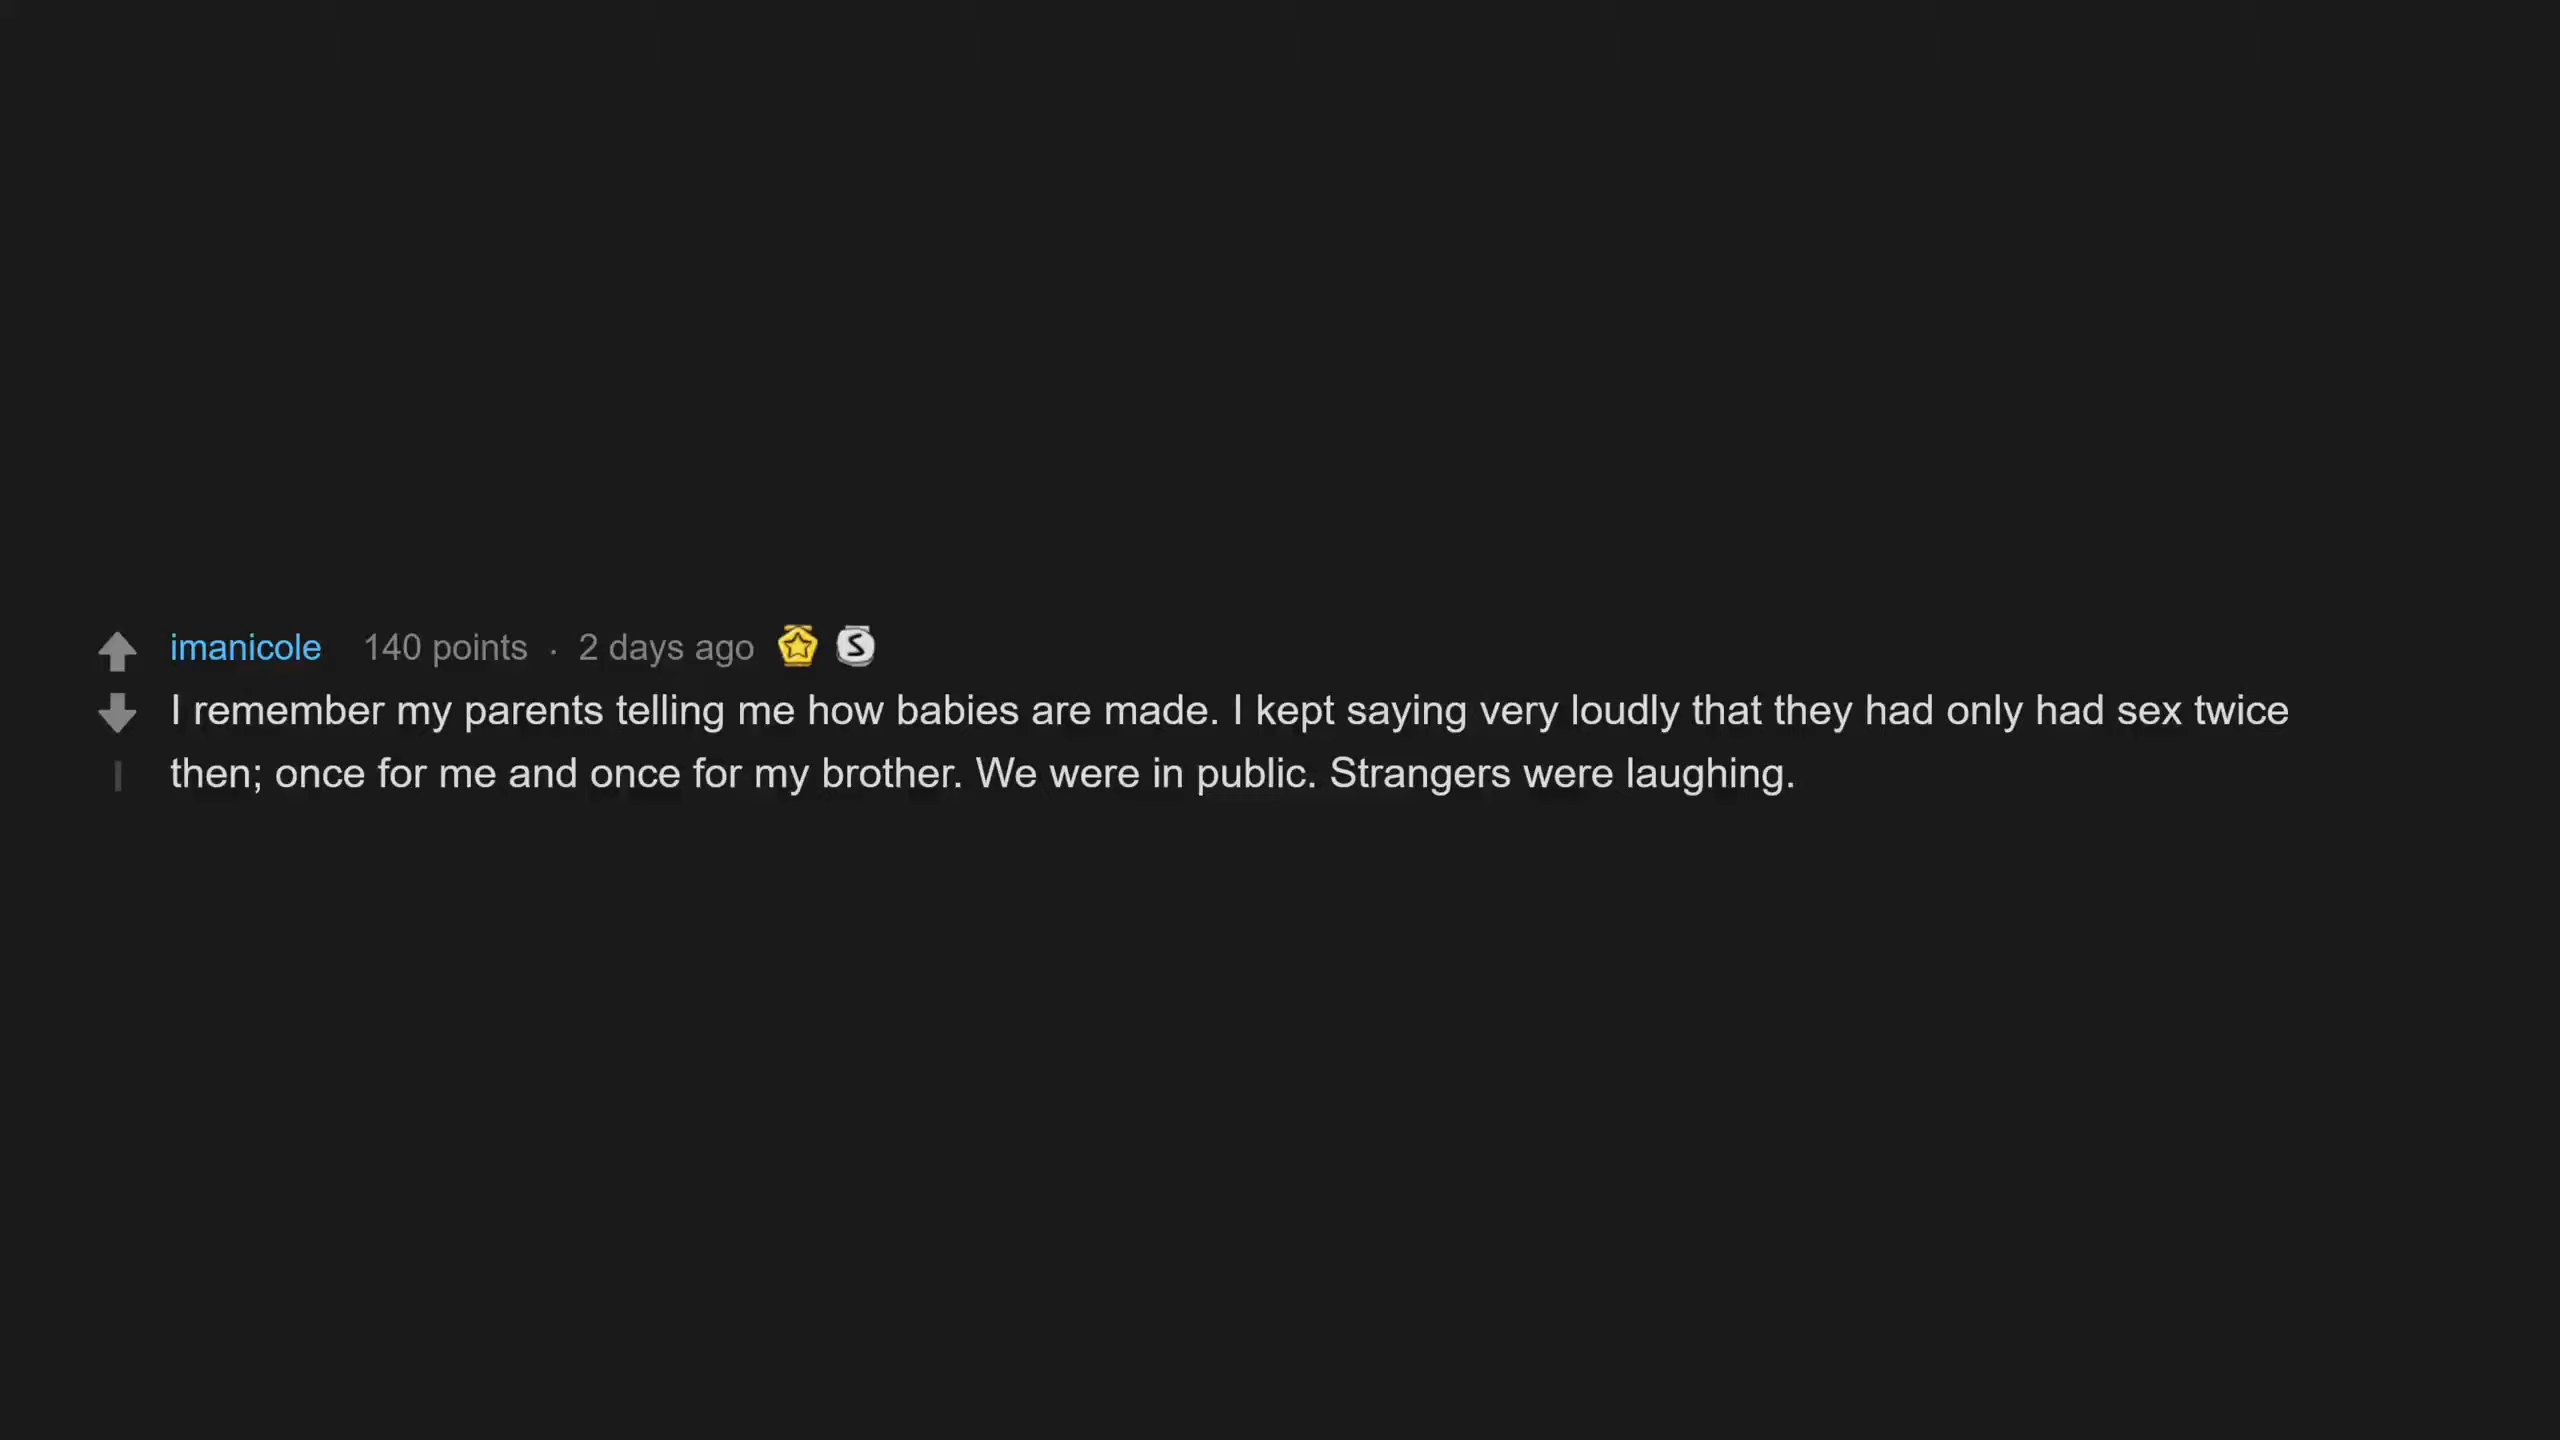 imanicole 140 points · 2 days ago S
I remember my parents telling me how babies are made. I kept saying very loudly that they had only had sex twice
then; once for me and once for my brother. We were in public. Strangers were laughing.